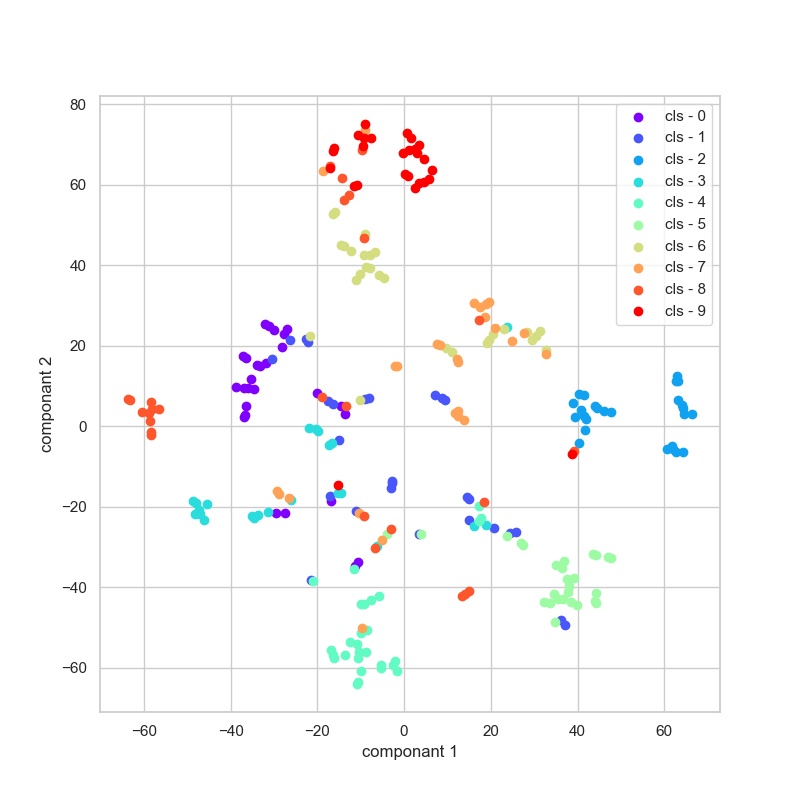 80
60
40
20
0
−20
−40
−60
−60
−40
−20
0
20
40
60
componant 1
componant 2
cls - 0
cls - 1
cls - 2
cls - 3
cls - 4
cls - 5
cls - 6
cls - 7
cls - 8
cls - 9